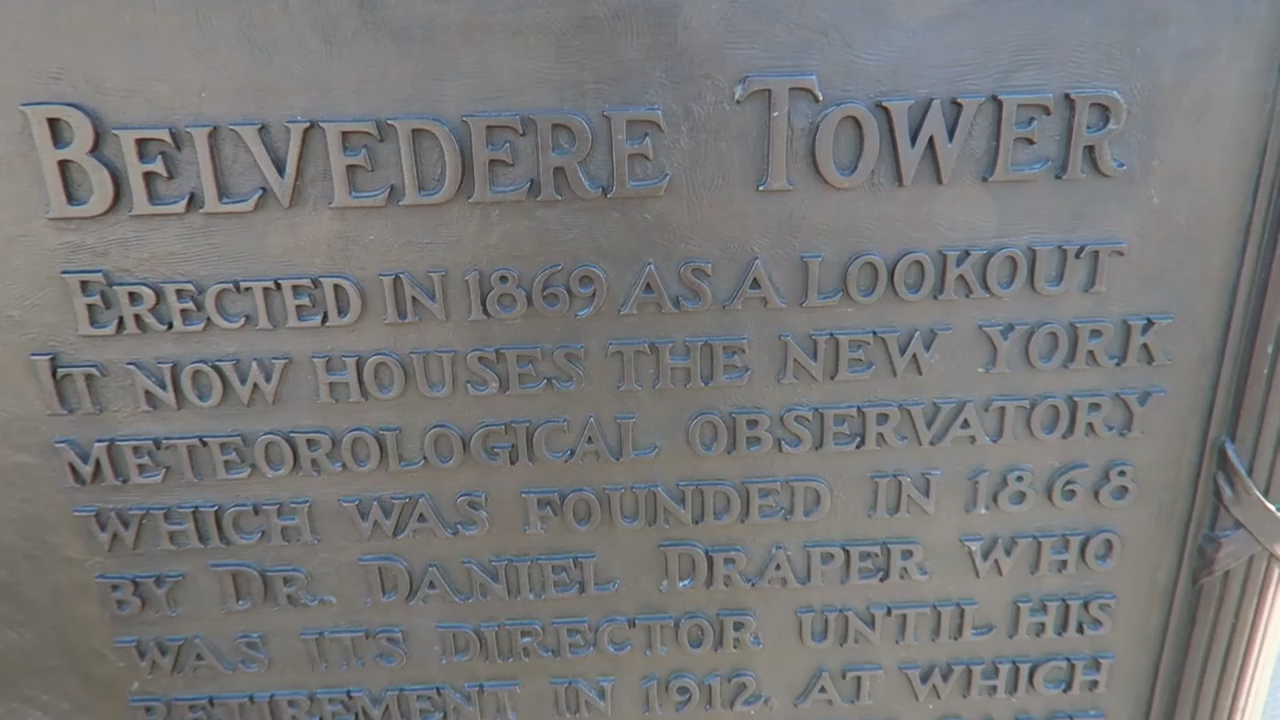 BELVEDERE TOWER
ERECTED IN 1869 AS A LOOKOUT
IT NOW HOUSES THE NEW YORK
METEOROLOGICAL OBSERVATORY
WHICH WAS FOUNDED IN 1868
BY DR. DANIEL DRAPER WHO
WAS ITS DIRECTOR UNTIL HIS
RETIREMENT IN 1912, AT WHICH